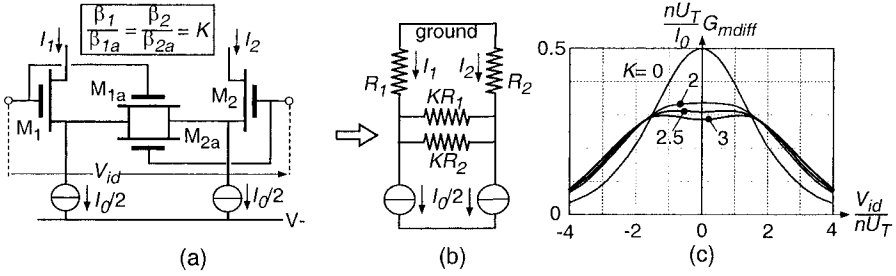 β1/β1a = β2/β2a = K
I1
I2
M1a
M1
M2
M2a
Vid
I0/2
I0/2
V-
(a)
ground
R1
I1
I2
R2
KR1
KR2
I0/2
(b)
nUT/I0 Gmdiff
0.5
K=0
2
2.5
3
0
-4
-2
0
2
4
Vid/nUT
(c)